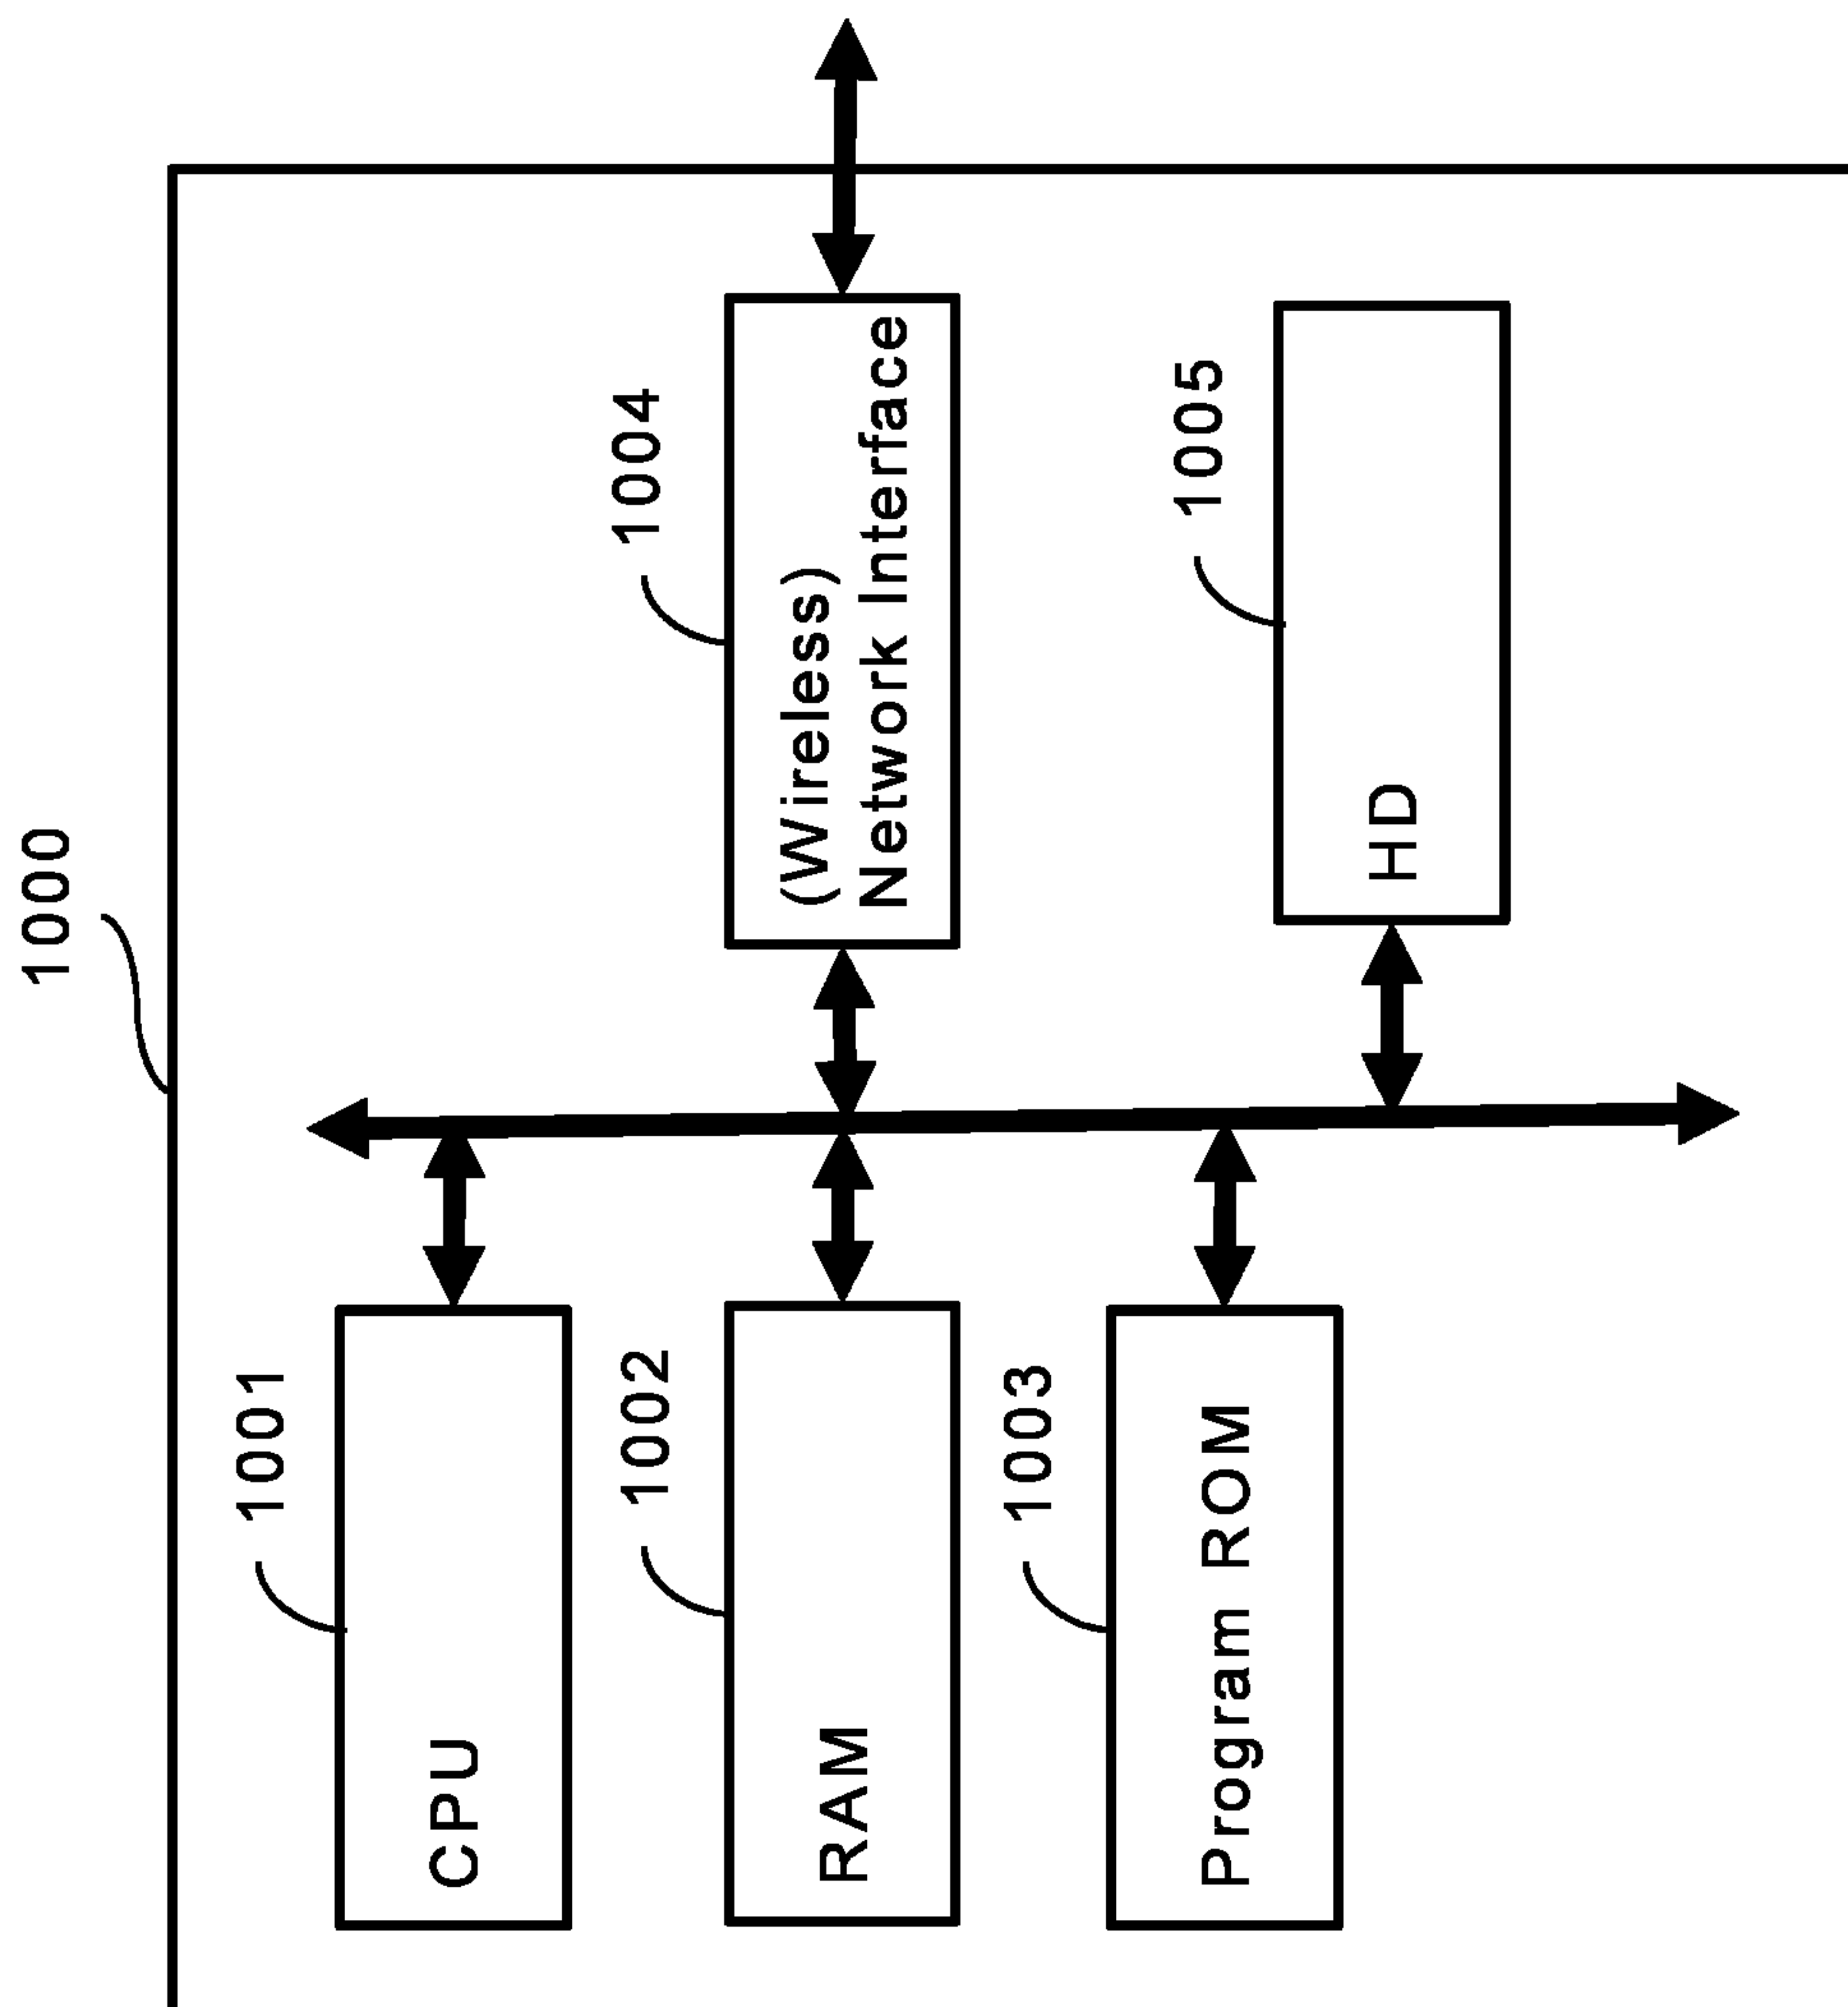 1000
1001
CPU
1002
RAM
1003
Program ROM
1004
(Wireless)
Network Interface
1005
HD